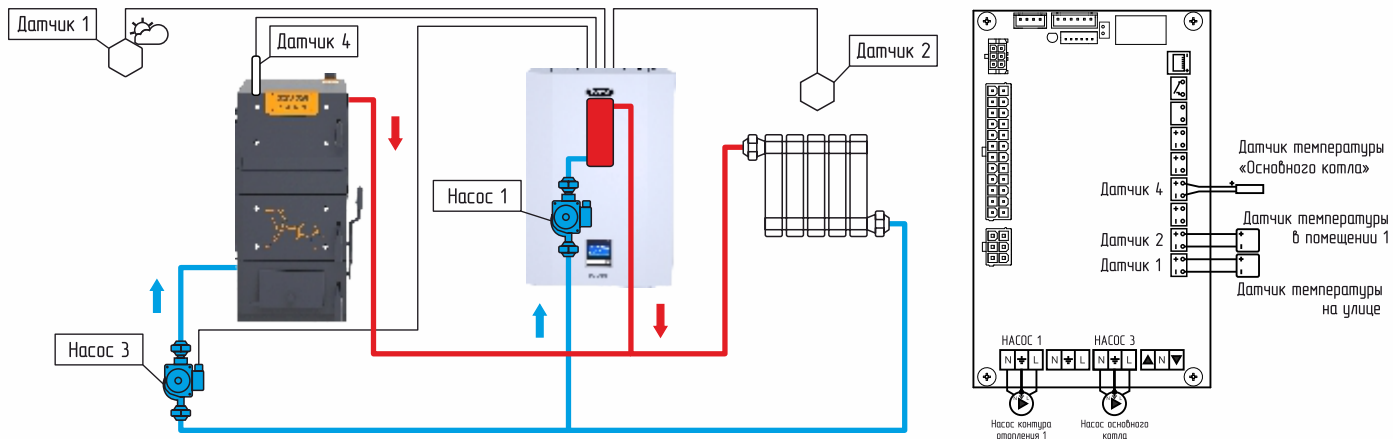 Датчик 1
Датчик 4
Датчик 2
Насос 1
Насос 3
Датчик температуры
«Основного котла»
Датчик 4
Датчик температуры
в помещении 1
Датчик 2
Датчик 1
Датчик температуры
на улице
НАСОС 1
НАСОС 3
N L N L N L N
Насос контура
отопления 1
Насос основного
котла